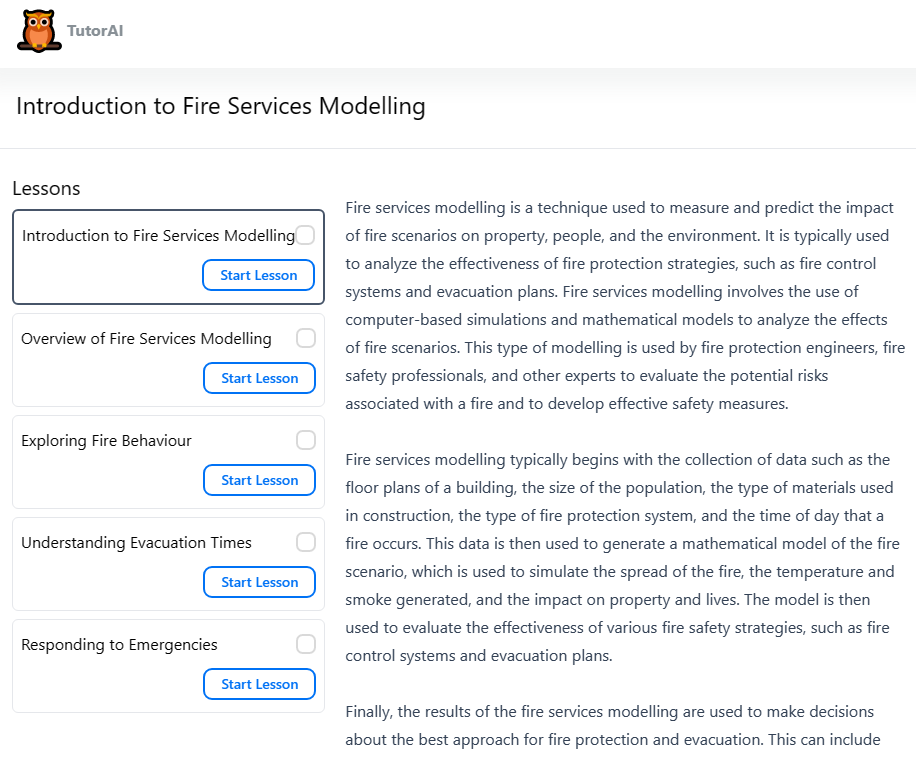 TutorAI
Introduction to Fire Services Modelling
Lessons
Introduction to Fire Services Modelling
Start Lesson
Overview of Fire Services Modelling
Start Lesson
Exploring Fire Behaviour
Start Lesson
Understanding Evacuation Times
Start Lesson
Responding to Emergencies
Start Lesson
Fire services modelling is a technique used to measure and predict the impact
of fire scenarios on property, people, and the environment. It is typically used
to analyze the effectiveness of fire protection strategies, such as fire control
systems and evacuation plans. Fire services modelling involves the use of
computer-based simulations and mathematical models to analyze the effects
of fire scenarios. This type of modelling is used by fire protection engineers, fire
safety professionals, and other experts to evaluate the potential risks
associated with a fire and to develop effective safety measures.
Fire services modelling typically begins with the collection of data such as the
floor plans of a building, the size of the population, the type of materials used
in construction, the type of fire protection system, and the time of day that a
fire occurs. This data is then used to generate a mathematical model of the fire
scenario, which is used to simulate the spread of the fire, the temperature and
smoke generated, and the impact on property and lives. The model is then
used to evaluate the effectiveness of various fire safety strategies, such as fire
control systems and evacuation plans.
Finally, the results of the fire services modelling are used to make decisions
about the best approach for fire protection and evacuation. This can include